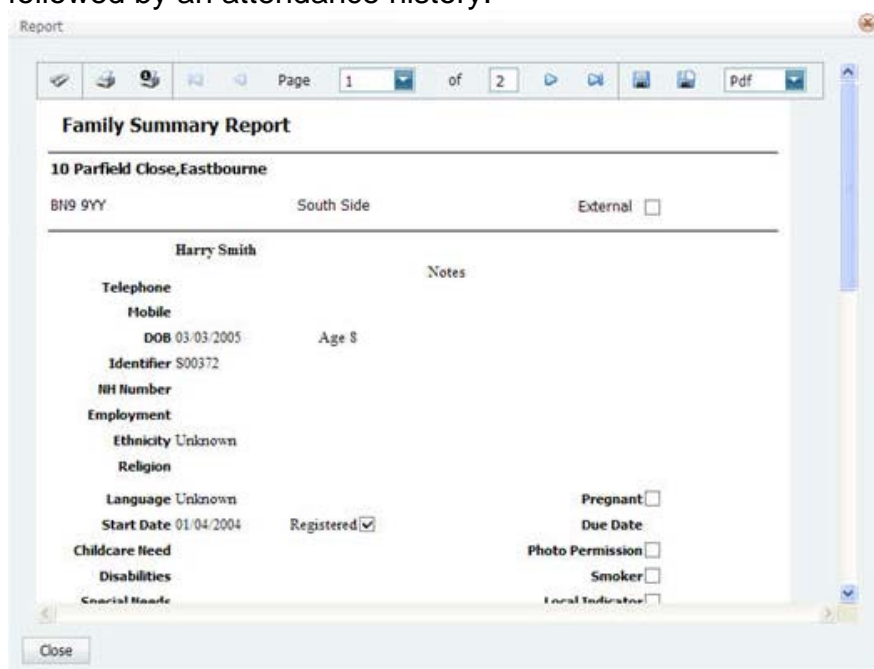 followed by an attendance history.
Report
Page 1 of 2 Pdf
Family Summary Report
10 Parfield Close,Eastbourne
BN9 9YY South Side External
Harry Smith
Notes
Telephone
Mobile
DOB 03/03/2005 Age 8
Identifier S00372
NH Number
Employment
Ethnicity Unknown
Religion
Language Unknown Pregnant
Start Date 01/04/2004 Registered Due Date
Childcare Need Photo Permission
Disabilities Smoker
Special Needs Local Indicator
Close